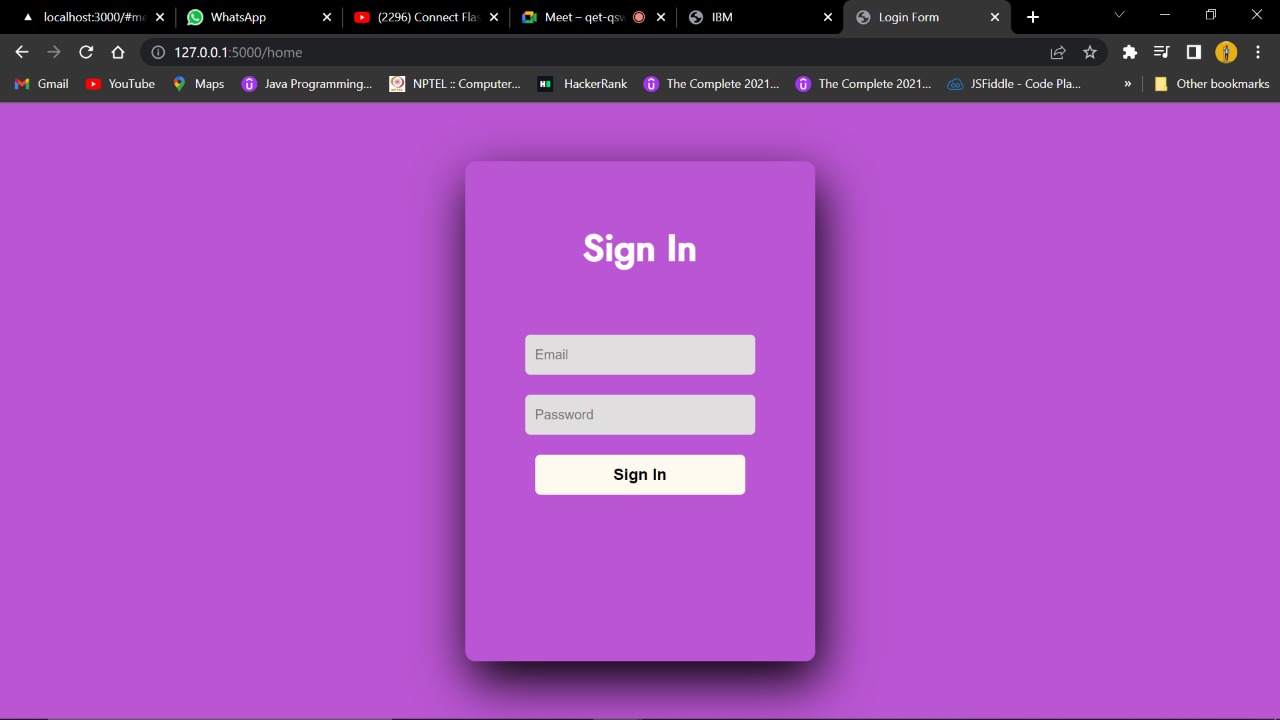 localhost:3000/#me WhatsApp (2296) Connect Flas Meet – qet-qsw IBM Login Form
127.0.0.1:5000/home
Gmail YouTube Maps Java Programming... NPTEL :: Computer... HackerRank The Complete 2021... The Complete 2021... JSFiddle - Code Pla... » Other bookmarks
Sign In
Email
Password
Sign In